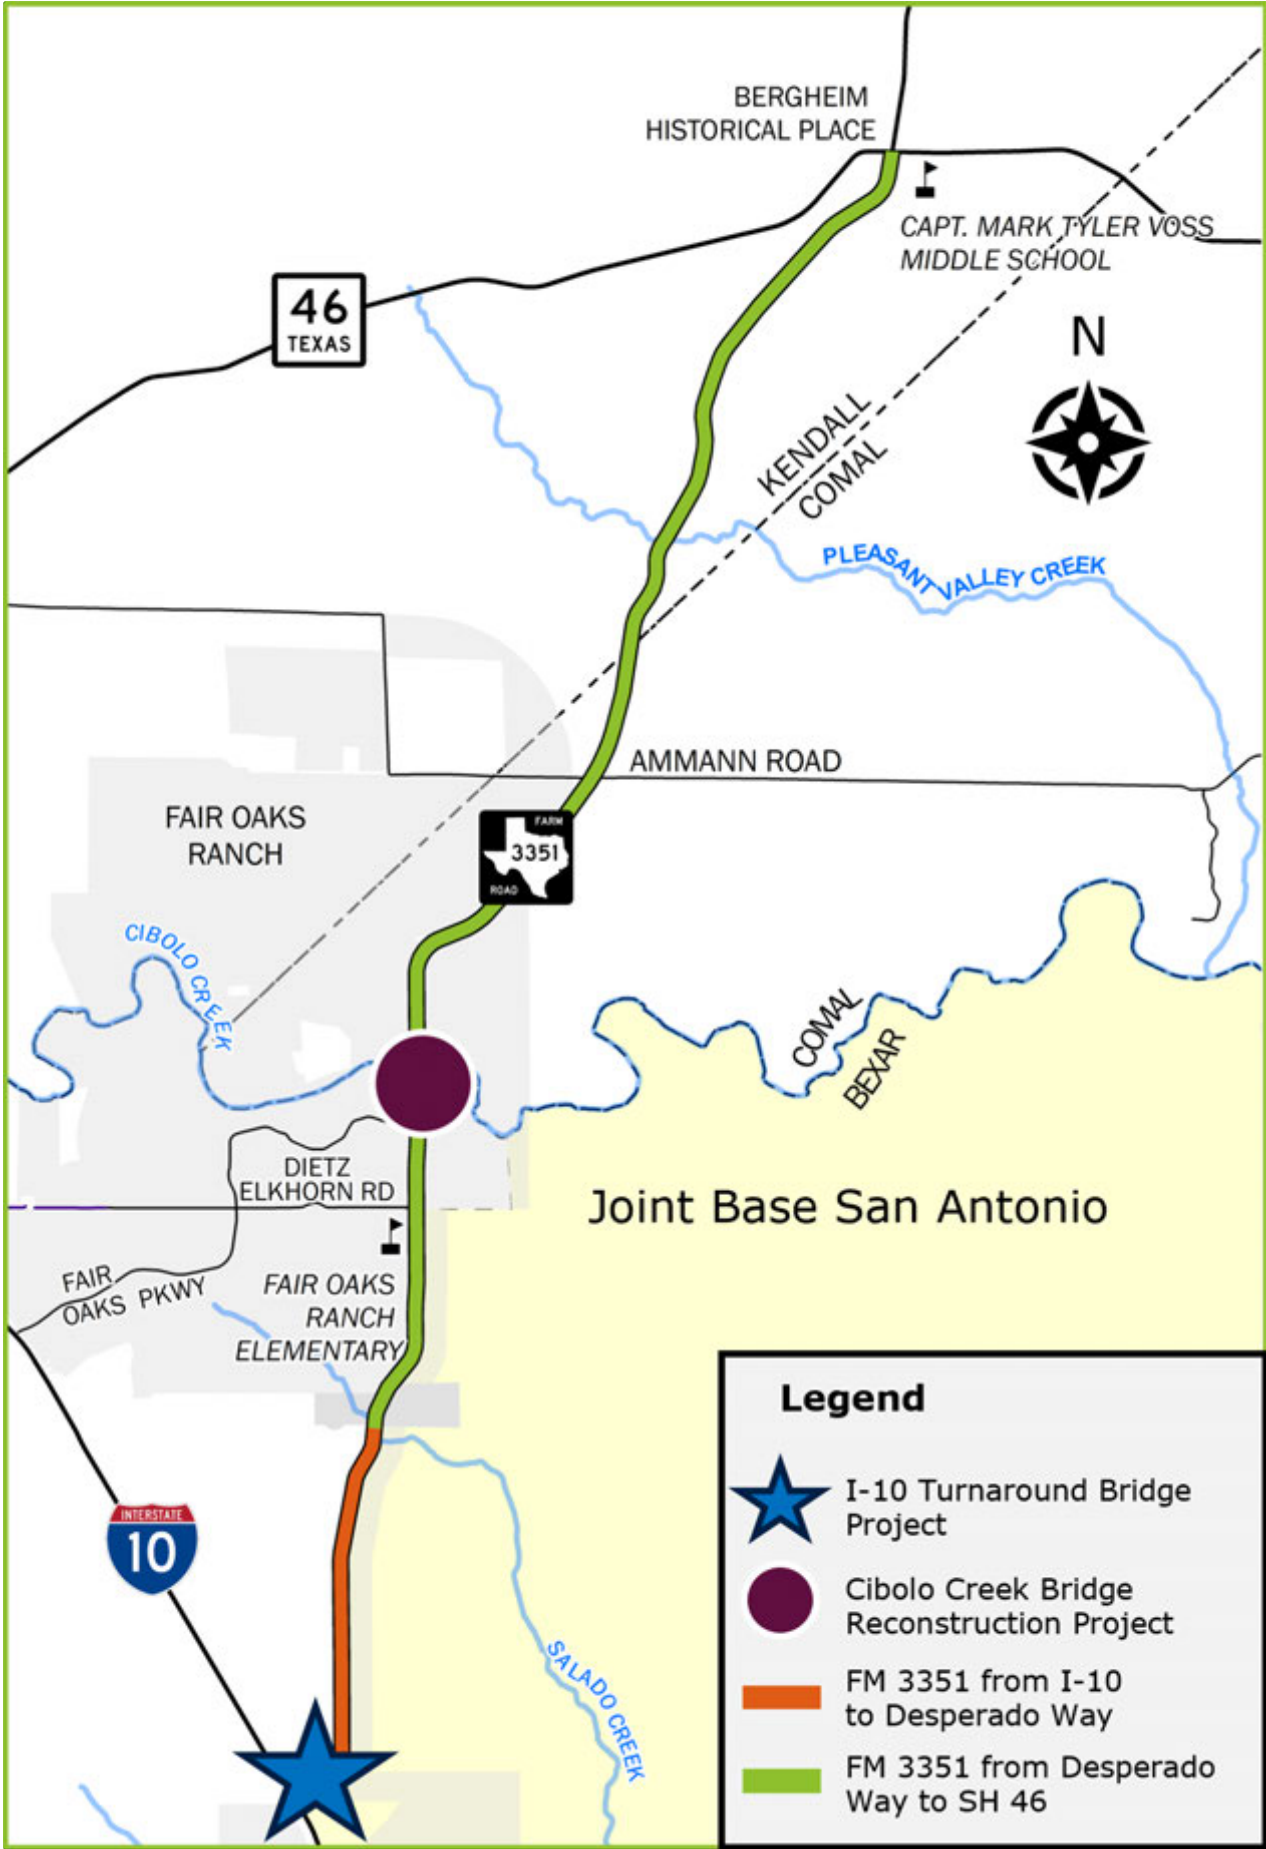 BERGHEIM
HISTORICAL PLACE
CAPT. MARK TYLER VOSS
MIDDLE SCHOOL
46
TEXAS
N
KENDALL
COMAL
PLEASANT VALLEY CREEK
AMMANN ROAD
FAIR OAKS
RANCH
FARM
3351
ROAD
CIBOLO CREEK
COMAL
BEXAR
DIETZ
ELKHORN RD
Joint Base San Antonio
FAIR
OAKS PKWY
FAIR OAKS
RANCH
ELEMENTARY
INTERSTATE
10
SALADO CREEK
Legend
I-10 Turnaround Bridge
Project
Cibolo Creek Bridge
Reconstruction Project
FM 3351 from I-10
to Desperado Way
FM 3351 from Desperado
Way to SH 46